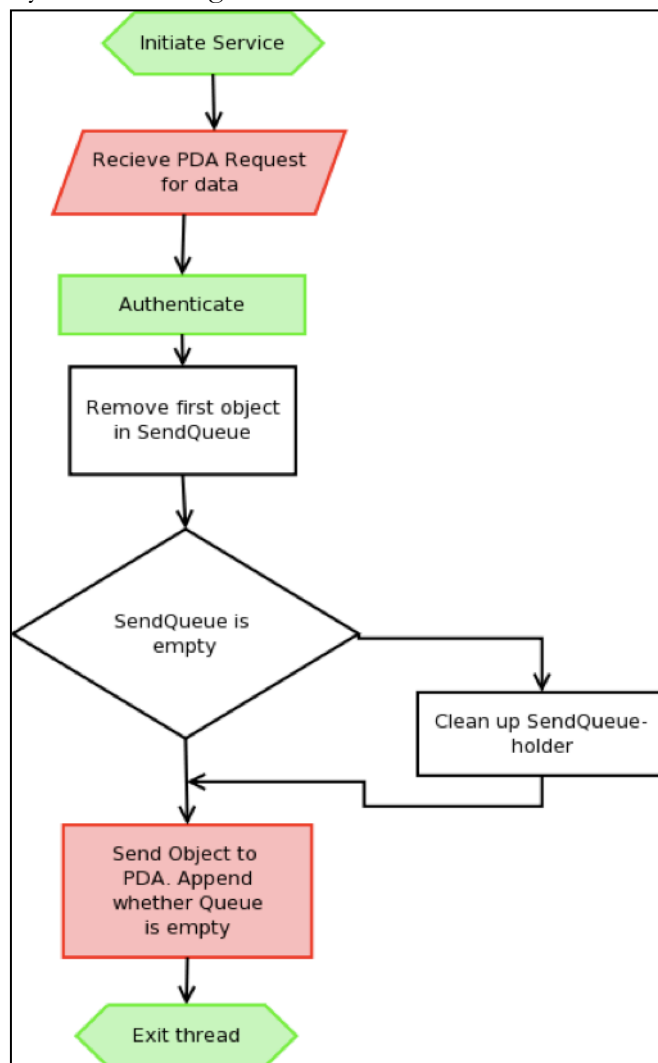 Initiate Service
Recieve PDA Request
for data
Authenticate
Remove first object
in SendQueue
SendQueue is
empty
Clean up SendQueue-
holder
Send Object to
PDA. Append
whether Queue
is empty
Exit thread